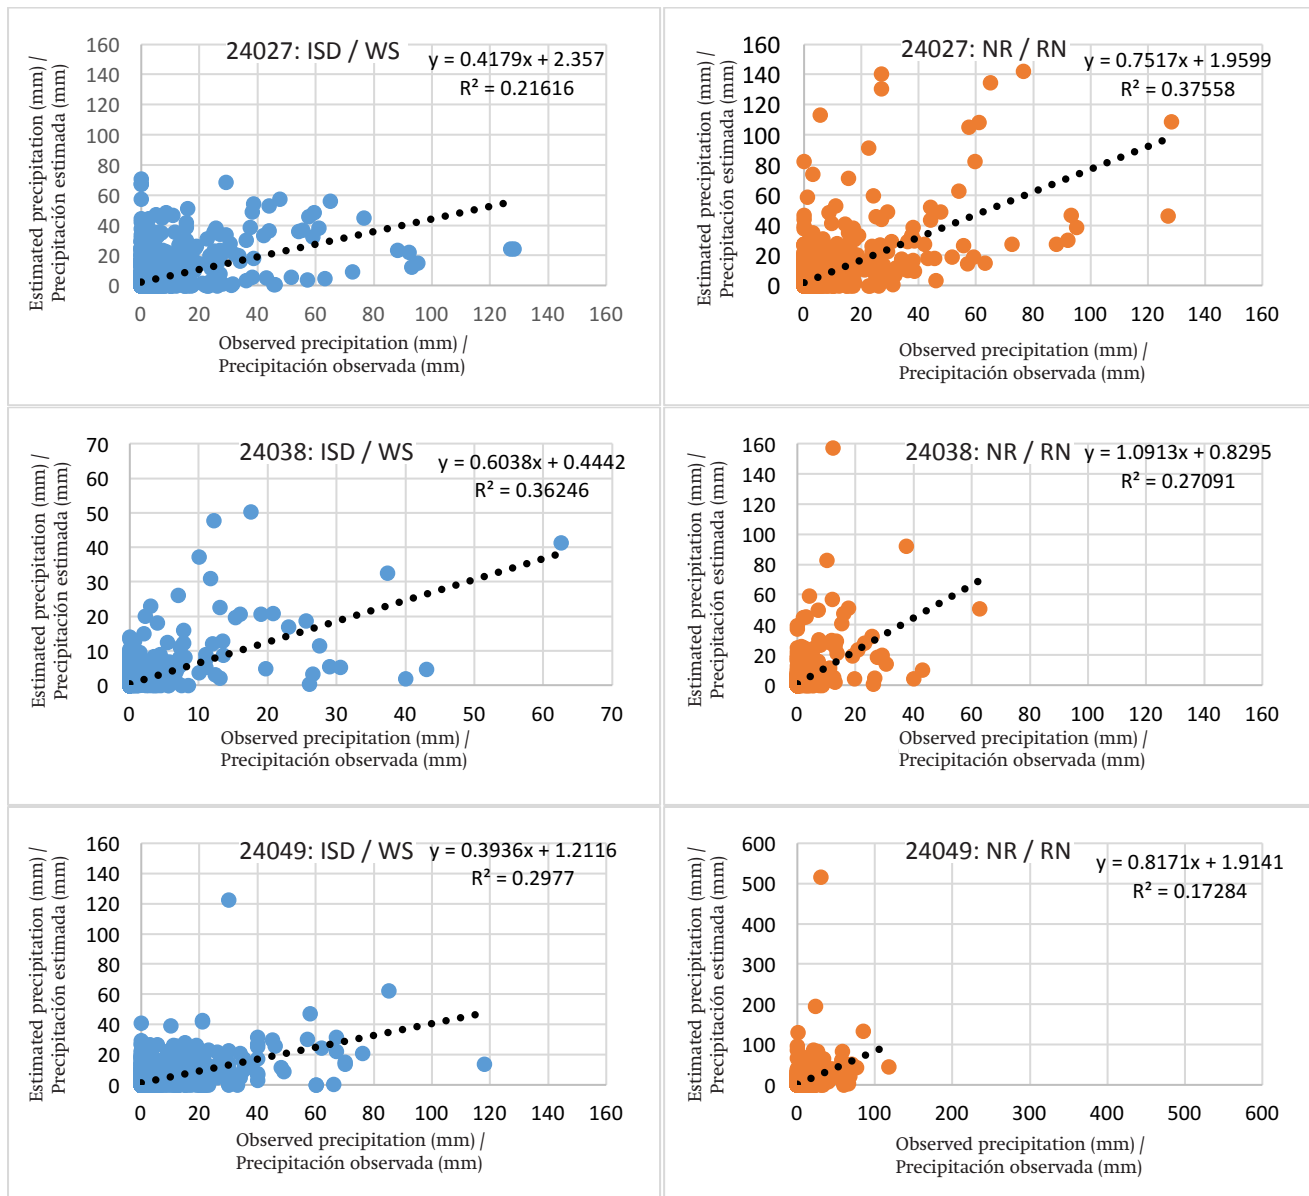 24027: ISD / WS
y = 0.4179x + 2.357
R² = 0.21616
Estimated precipitation (mm) /
Precipitación estimada (mm)
160
140
120
100
80
60
40
20
0
0 20 40 60 80 100 120 140 160
Observed precipitation (mm) /
Precipitación observada (mm)
24027: NR / RN
y = 0.7517x + 1.9599
R² = 0.37558
Estimated precipitation (mm) /
Precipitación estimada (mm)
160
140
120
100
80
60
40
20
0
0 20 40 60 80 100 120 140 160
Observed precipitation (mm) /
Precipitación observada (mm)
24038: ISD / WS
y = 0.6038x + 0.4442
R² = 0.36246
Estimated precipitation (mm) /
Precipitación estimada (mm)
70
60
50
40
30
20
10
0
0 10 20 30 40 50 60 70
Observed precipitation (mm) /
Precipitación observada (mm)
24038: NR / RN
y = 1.0913x + 0.8295
R² = 0.27091
Estimated precipitation (mm) /
Precipitación estimada (mm)
160
140
120
100
80
60
40
20
0
0 20 40 60 80 100 120 140 160
Observed precipitation (mm) /
Precipitación observada (mm)
24049: ISD / WS
y = 0.3936x + 1.2116
R² = 0.2977
Estimated precipitation (mm) /
Precipitación estimada (mm)
160
140
120
100
80
60
40
20
0
0 20 40 60 80 100 120 140 160
Observed precipitation (mm) /
Precipitación observada (mm)
24049: NR / RN
y = 0.8171x + 1.9141
R² = 0.17284
Estimated precipitation (mm) /
Precipitación estimada (mm)
600
500
400
300
200
100
0
0 100 200 300 400 500 600
Observed precipitation (mm) /
Precipitación observada (mm)